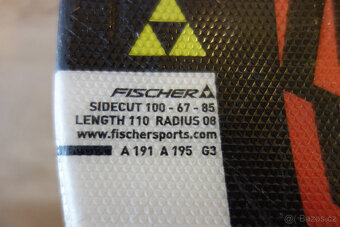 FISCHER
SIDECUT 100 - 67 - 85
LENGTH 110 RADIUS 08
www.fischersports.com
A 191 A 195 G3